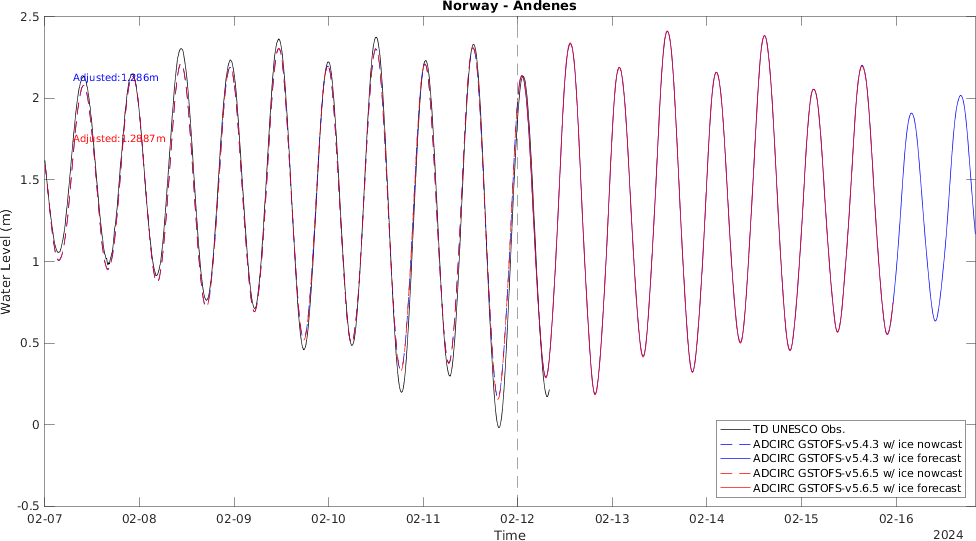 Norway - Andenes
2.5
2
1.5
1
0.5
0
-0.5
Water Level (m)
Adjusted:1.286m
Adjusted:1.2887m
TD UNESCO Obs.
ADCIRC GSTOFS-v5.4.3 w/ ice nowcast
ADCIRC GSTOFS-v5.4.3 w/ ice forecast
ADCIRC GSTOFS-v5.6.5 w/ ice nowcast
ADCIRC GSTOFS-v5.6.5 w/ ice forecast
02-07 02-08 02-09 02-10 02-11 02-12 02-13 02-14 02-15 02-16
Time
2024